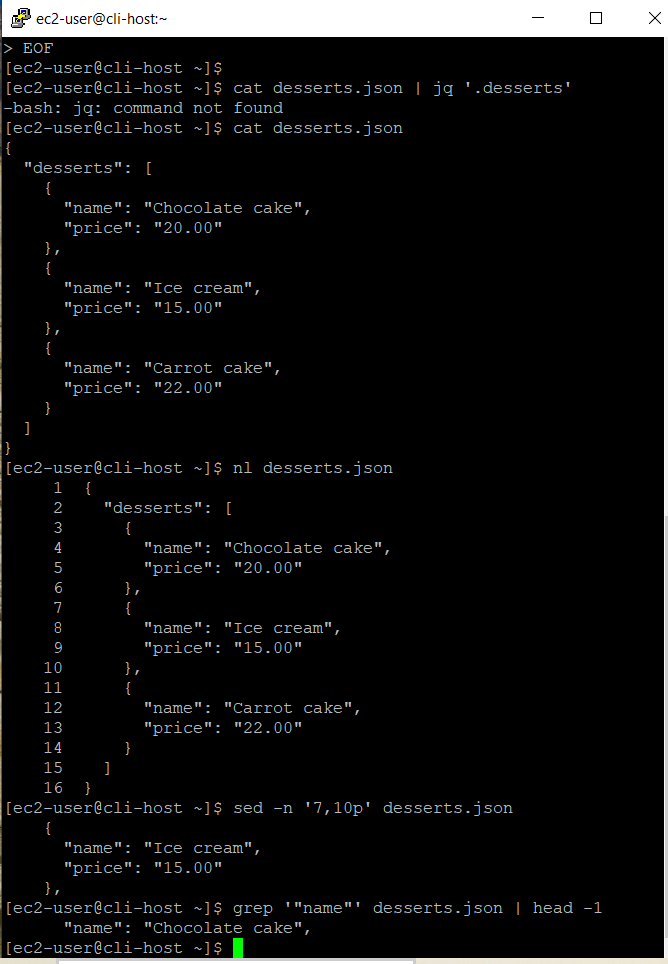 ec2-user@cli-host:~
> EOF
[ec2-user@cli-host ~]$
[ec2-user@cli-host ~]$ cat desserts.json | jq '.desserts'
-bash: jq: command not found
[ec2-user@cli-host ~]$ cat desserts.json
{
  "desserts": [
    {
      "name": "Chocolate cake",
      "price": "20.00"
    },
    {
      "name": "Ice cream",
      "price": "15.00"
    },
    {
      "name": "Carrot cake",
      "price": "22.00"
    }
  ]
}
[ec2-user@cli-host ~]$ nl desserts.json
     1  {
     2    "desserts": [
     3      {
     4        "name": "Chocolate cake",
     5        "price": "20.00"
     6      },
     7      {
     8        "name": "Ice cream",
     9        "price": "15.00"
    10      },
    11      {
    12        "name": "Carrot cake",
    13        "price": "22.00"
    14      }
    15    ]
    16  }
[ec2-user@cli-host ~]$ sed -n '7,10p' desserts.json
    {
      "name": "Ice cream",
      "price": "15.00"
    },
[ec2-user@cli-host ~]$ grep '"name"' desserts.json | head -1
      "name": "Chocolate cake",
[ec2-user@cli-host ~]$